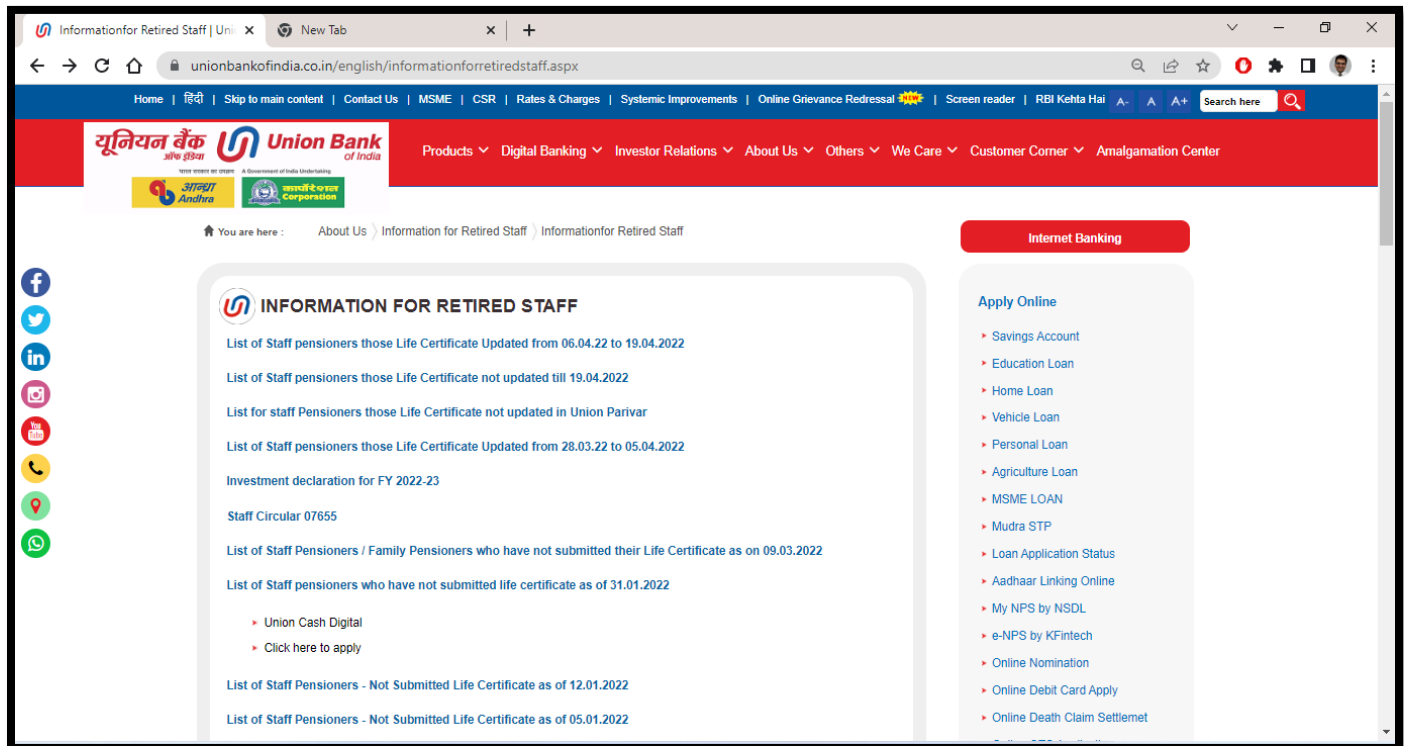 Informationfor Retired Staff | Uni
New Tab
unionbankofindia.co.in/english/informationforretiredstaff.aspx
Home | हिंदी | Skip to main content | Contact Us | MSME | CSR | Rates & Charges | Systemic Improvements | Online Grievance Redressal NEW | Screen reader | RBI Kehta Hai A- A A+ Search here
यूनियन बैंक Union Bank
ऑफ इंडिया of India
भारत सरकार का उपक्रम A Government of India Undertaking
आन्ध्रा कार्पोरेशन
Andhra Corporation
Products Digital Banking Investor Relations About Us Others We Care Customer Corner Amalgamation Center
You are here : About Us Information for Retired Staff Informationfor Retired Staff
Internet Banking
You
Tube
INFORMATION FOR RETIRED STAFF
List of Staff pensioners those Life Certificate Updated from 06.04.22 to 19.04.2022
List of Staff pensioners those Life Certificate not updated till 19.04.2022
List for staff Pensioners those Life Certificate not updated in Union Parivar
List of Staff pensioners those Life Certificate Updated from 28.03.22 to 05.04.2022
Investment declaration for FY 2022-23
Staff Circular 07655
List of Staff Pensioners / Family Pensioners who have not submitted their Life Certificate as on 09.03.2022
List of Staff pensioners who have not submitted life certificate as of 31.01.2022
Union Cash Digital
Click here to apply
List of Staff Pensioners - Not Submitted Life Certificate as of 12.01.2022
List of Staff Pensioners - Not Submitted Life Certificate as of 05.01.2022
Apply Online
Savings Account
Education Loan
Home Loan
Vehicle Loan
Personal Loan
Agriculture Loan
MSME LOAN
Mudra STP
Loan Application Status
Aadhaar Linking Online
My NPS by NSDL
e-NPS by KFintech
Online Nomination
Online Debit Card Apply
Online Death Claim Settlemet